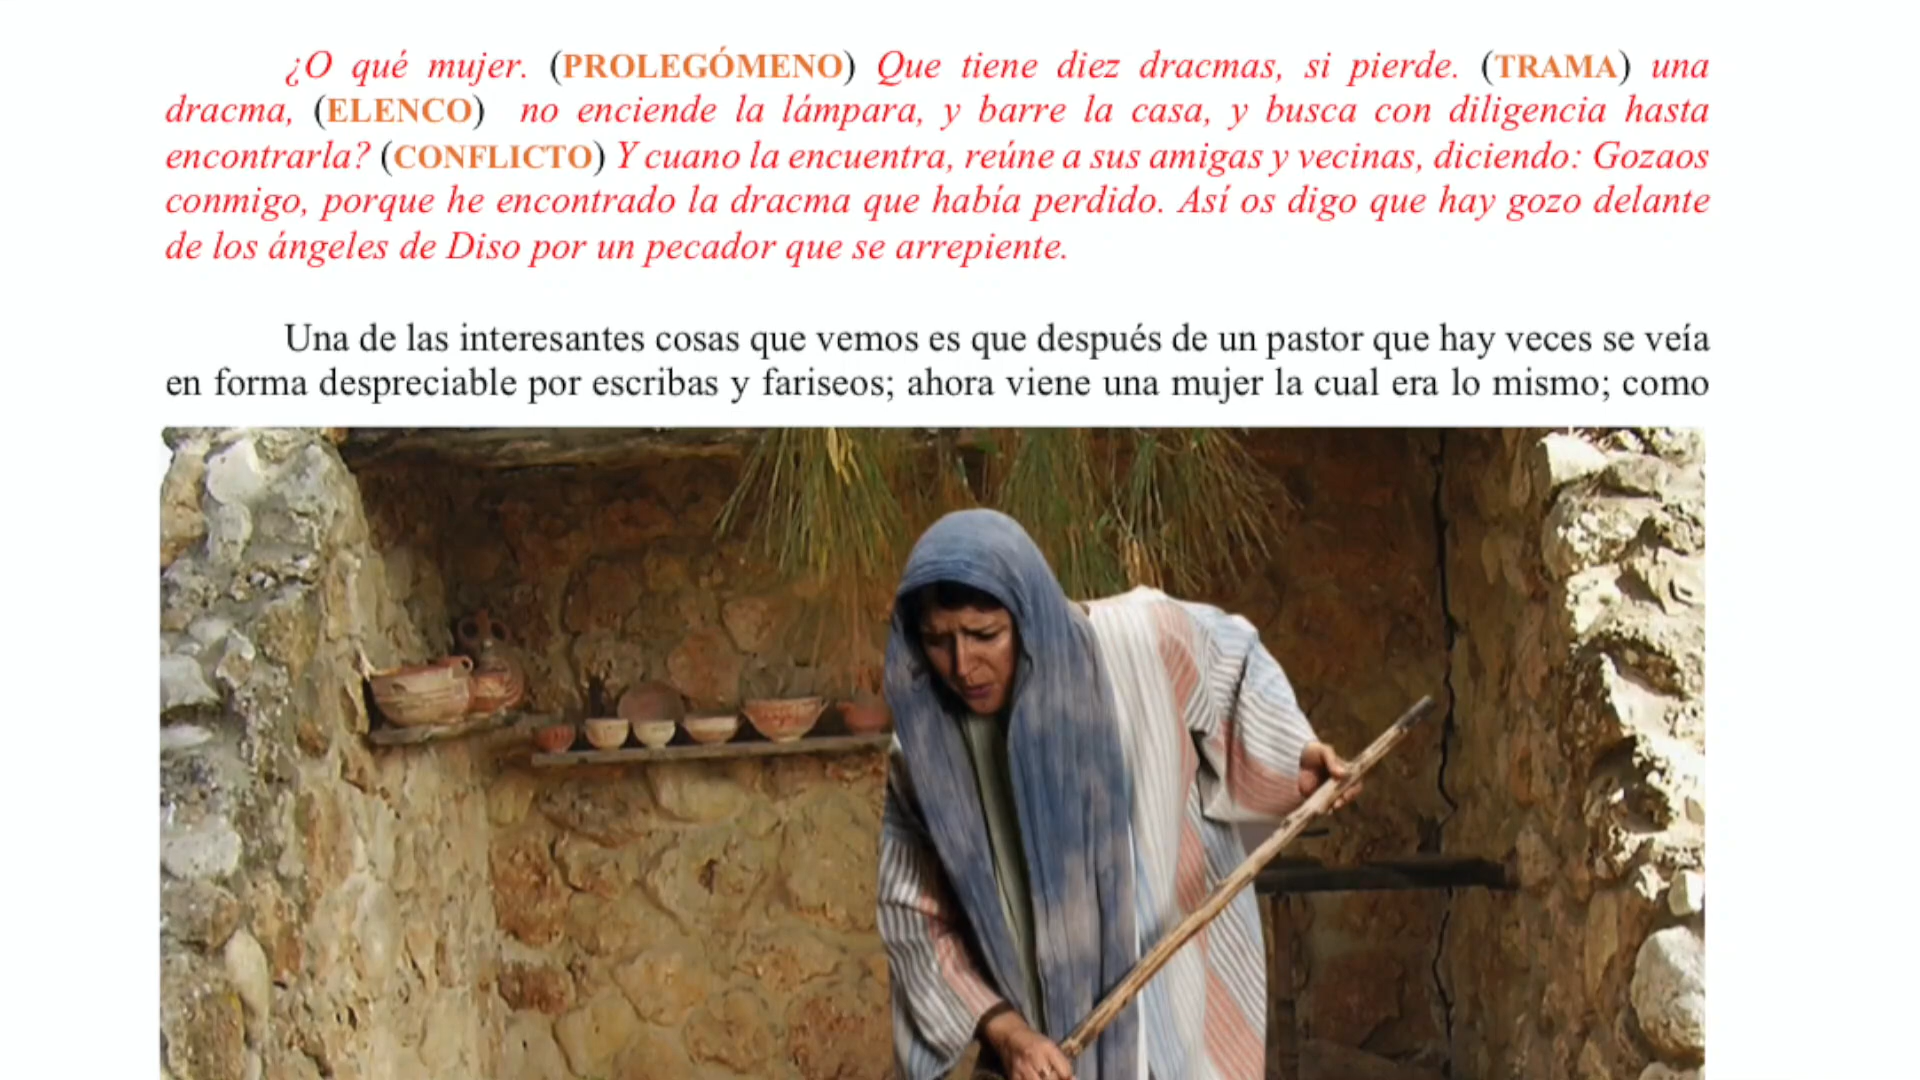 ¿O qué mujer. (PROLEGÓMENO) Que tiene diez dracmas, si pierde. (TRAMA) una
dracma, (ELENCO) no enciende la lámpara, y barre la casa, y busca con diligencia hasta
encontrarla? (CONFLICTO) Y cuano la encuentra, reúne a sus amigas y vecinas, diciendo: Gozaos
conmigo, porque he encontrado la dracma que había perdido. Así os digo que hay gozo delante
de los ángeles de Diso por un pecador que se arrepiente.
Una de las interesantes cosas que vemos es que después de un pastor que hay veces se veía
en forma despreciable por escribas y fariseos; ahora viene una mujer la cual era lo mismo; como